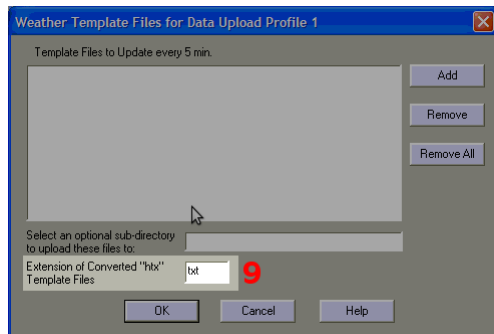 Weather Template Files for Data Upload Profile 1
Template Files to Update every 5 min.
Add
Remove
Remove All
Select an optional sub-directory
to upload these files to:
Extension of Converted "htx"
Template Files
txt
9
OK
Cancel
Help